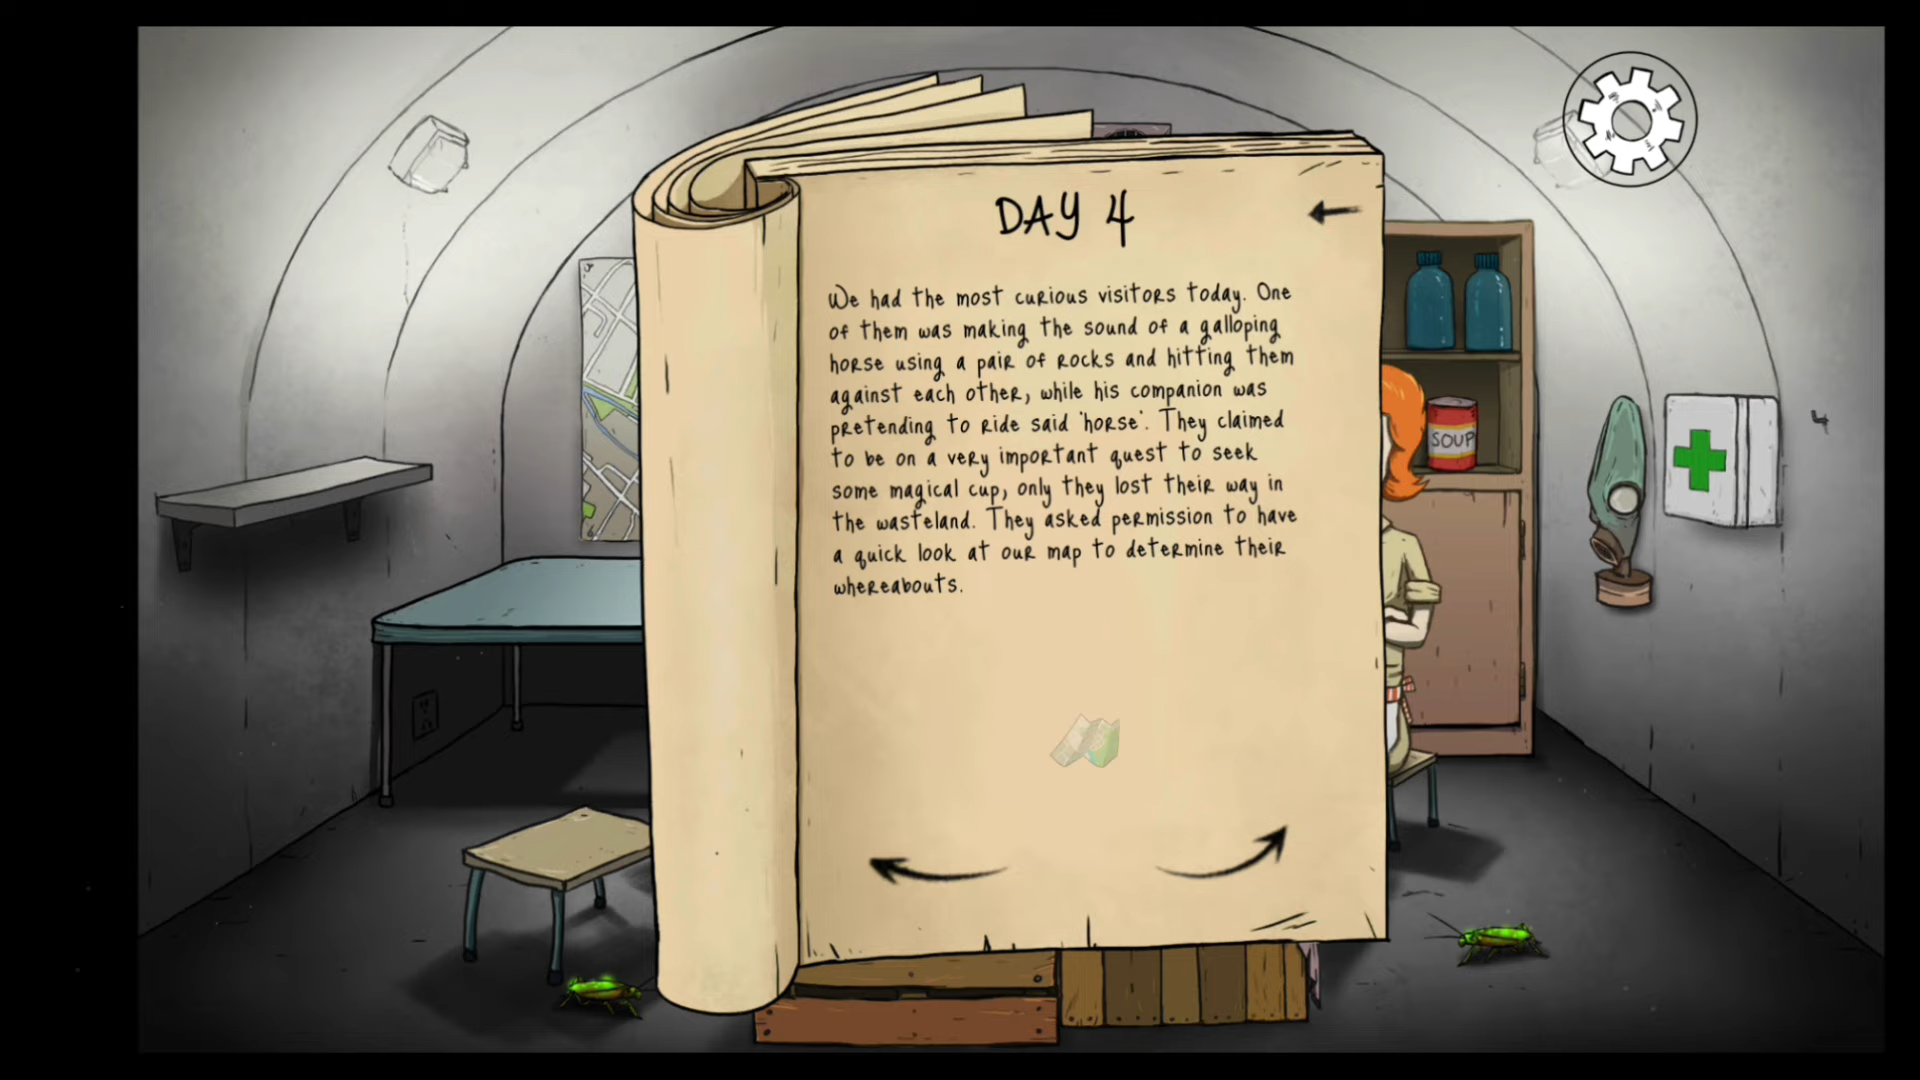 DAY 4
We had the most curious visitors today. One
of them was making the sound of a galloping
horse using a pair of rocks and hitting them
against each other, while his companion was
pretending to ride said 'horse'. They claimed
to be on a very important quest to seek
some magical cup, only they lost their way in
the wasteland. They asked permission to have
a quick look at our map to determine their
whereabouts.
SOUP
4